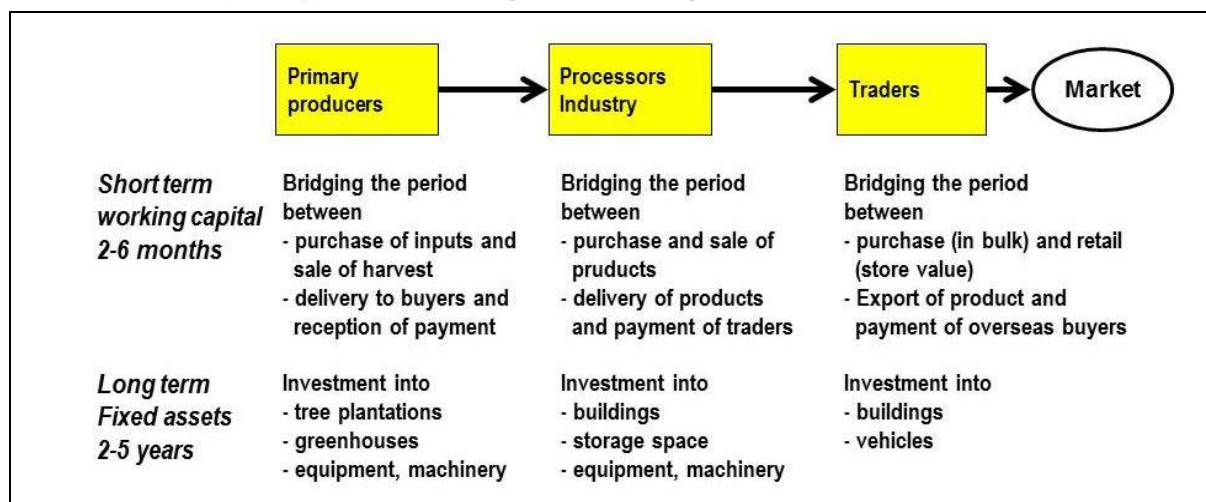 Primary
producers
Processors
Industry
Traders
Market
Short term
working capital
2-6 months
Bridging the period
between
- purchase of inputs and
sale of harvest
- delivery to buyers and
reception of payment
Bridging the period
between
- purchase and sale of
pruducts
- delivery of products
and payment of traders
Bridging the period
between
- purchase (in bulk) and retail
(store value)
- Export of product and
payment of overseas buyers
Long term
Fixed assets
2-5 years
Investment into
- tree plantations
- greenhouses
- equipment, machinery
Investment into
- buildings
- storage space
- equipment, machinery
Investment into
- buildings
- vehicles